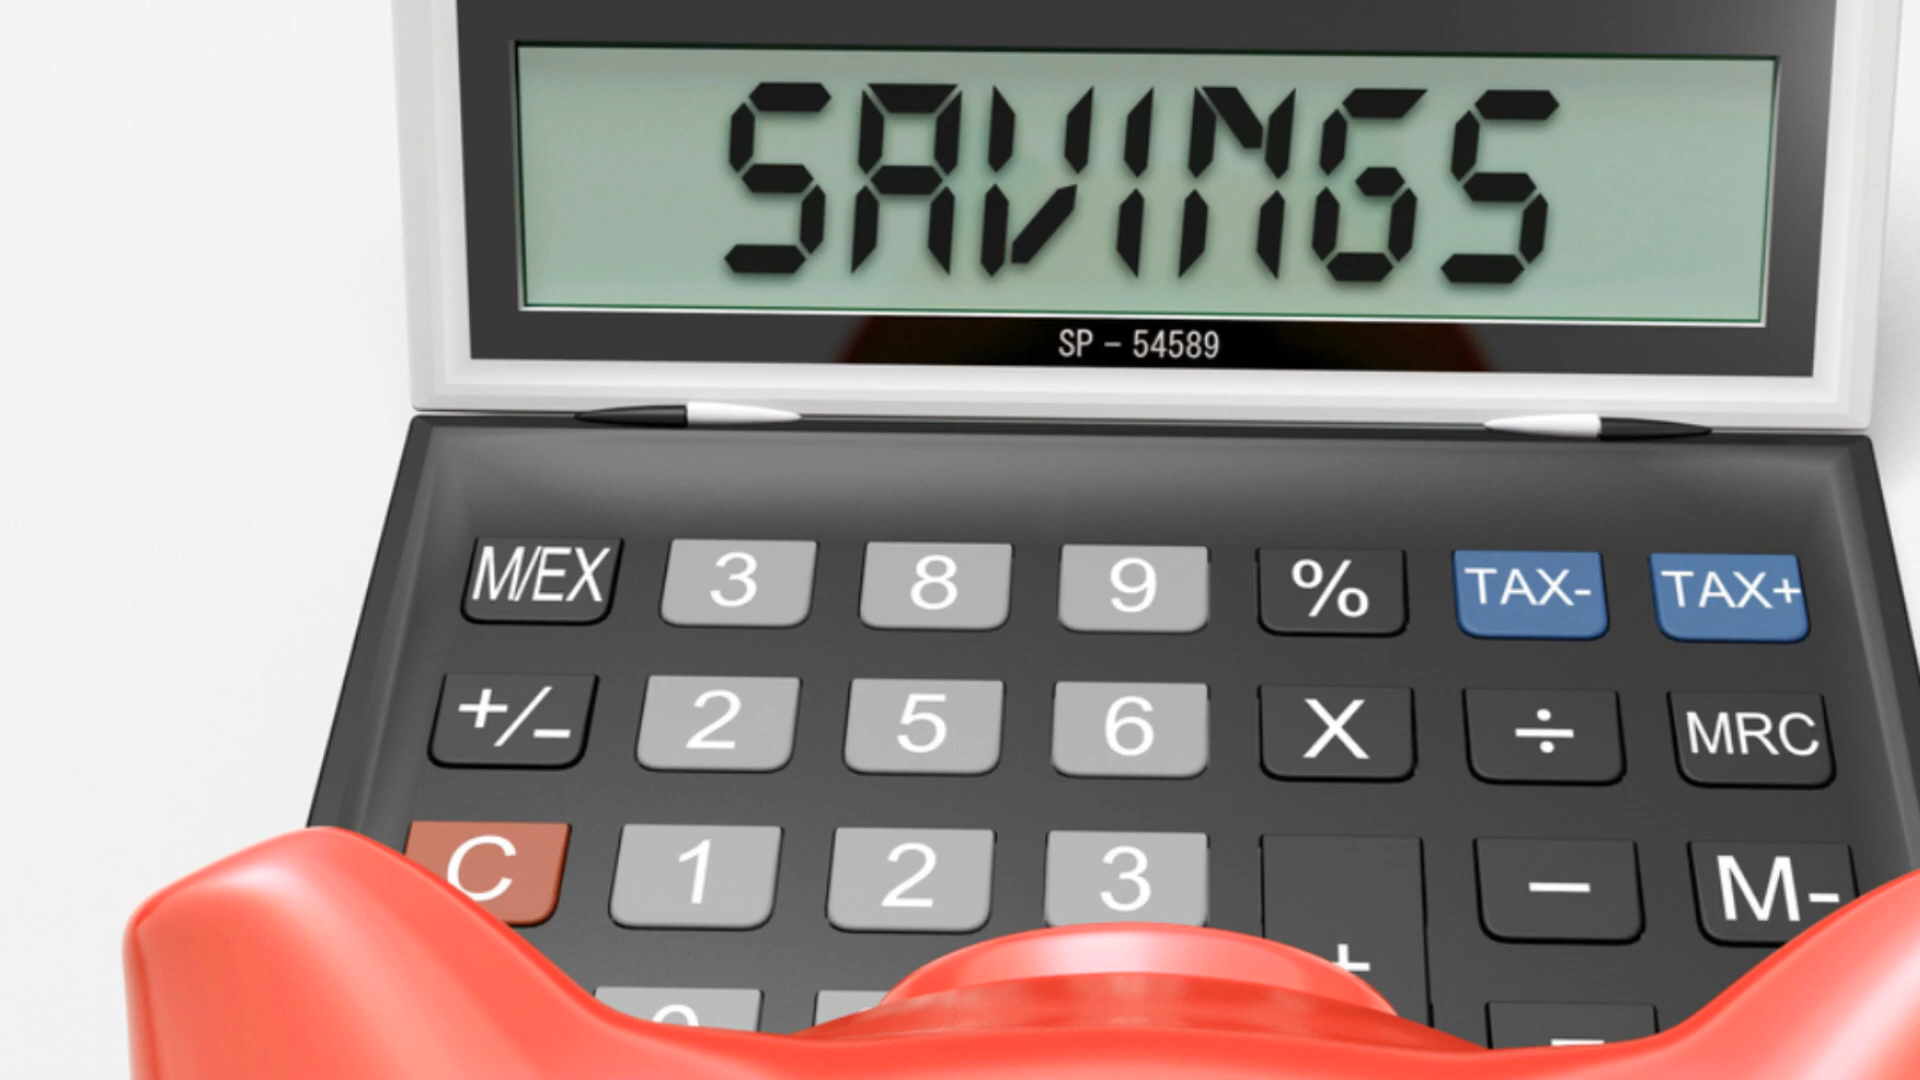 SAVINGS
SP - 54589
M/EX 3 8 9 % TAX- TAX+
+/- 2 5 6 X ÷ MRC
C 1 2 3 - M-
+